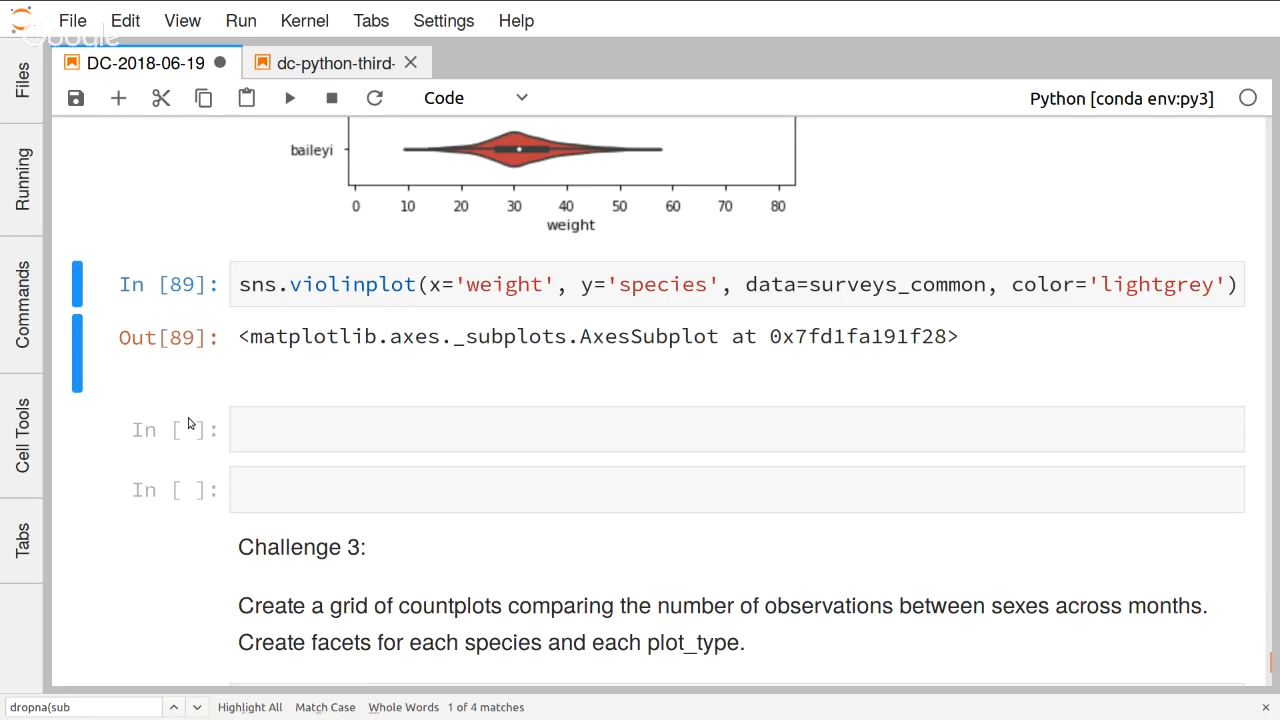 File Edit View Run Kernel Tabs Settings Help
Google
DC-2018-06-19 dc-python-third-
Code Python [conda env:py3]
Files
Running
Commands
Cell Tools
Tabs
baileyi
0 10 20 30 40 50 60 70 80
weight
In [89]: sns.violinplot(x='weight', y='species', data=surveys_common, color='lightgrey')
Out[89]: <matplotlib.axes._subplots.AxesSubplot at 0x7fd1fa191f28>
In [ ]:
In [ ]:
Challenge 3:
Create a grid of countplots comparing the number of observations between sexes across months.
Create facets for each species and each plot_type.
dropna(sub Highlight All Match Case Whole Words 1 of 4 matches